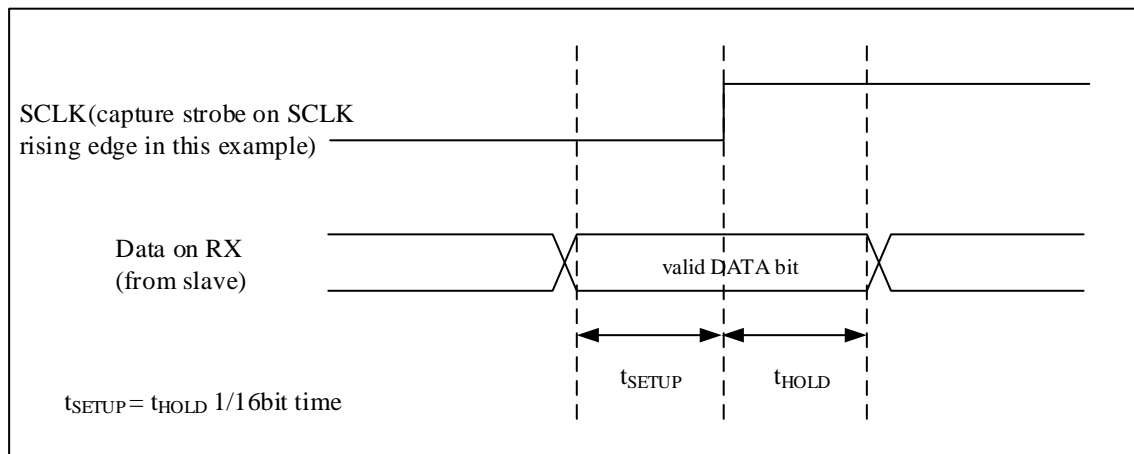 SCLK(capture strobe on SCLK
rising edge in this example)
Data on RX
(from slave)
valid DATA bit
tSETUP
tHOLD
tSETUP = tHOLD 1/16bit time